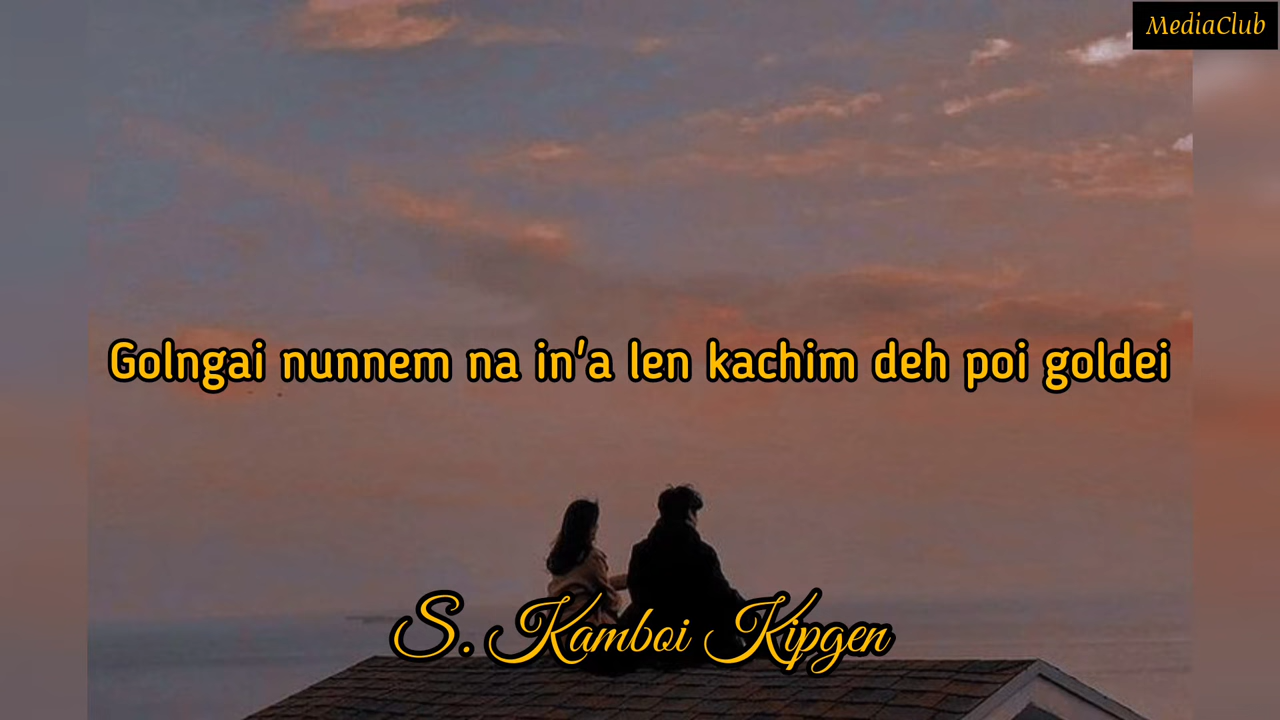 MediaClub
Golngai nunnem na in'a len kachim deh poi goldei
S. Kamboi Kipgen